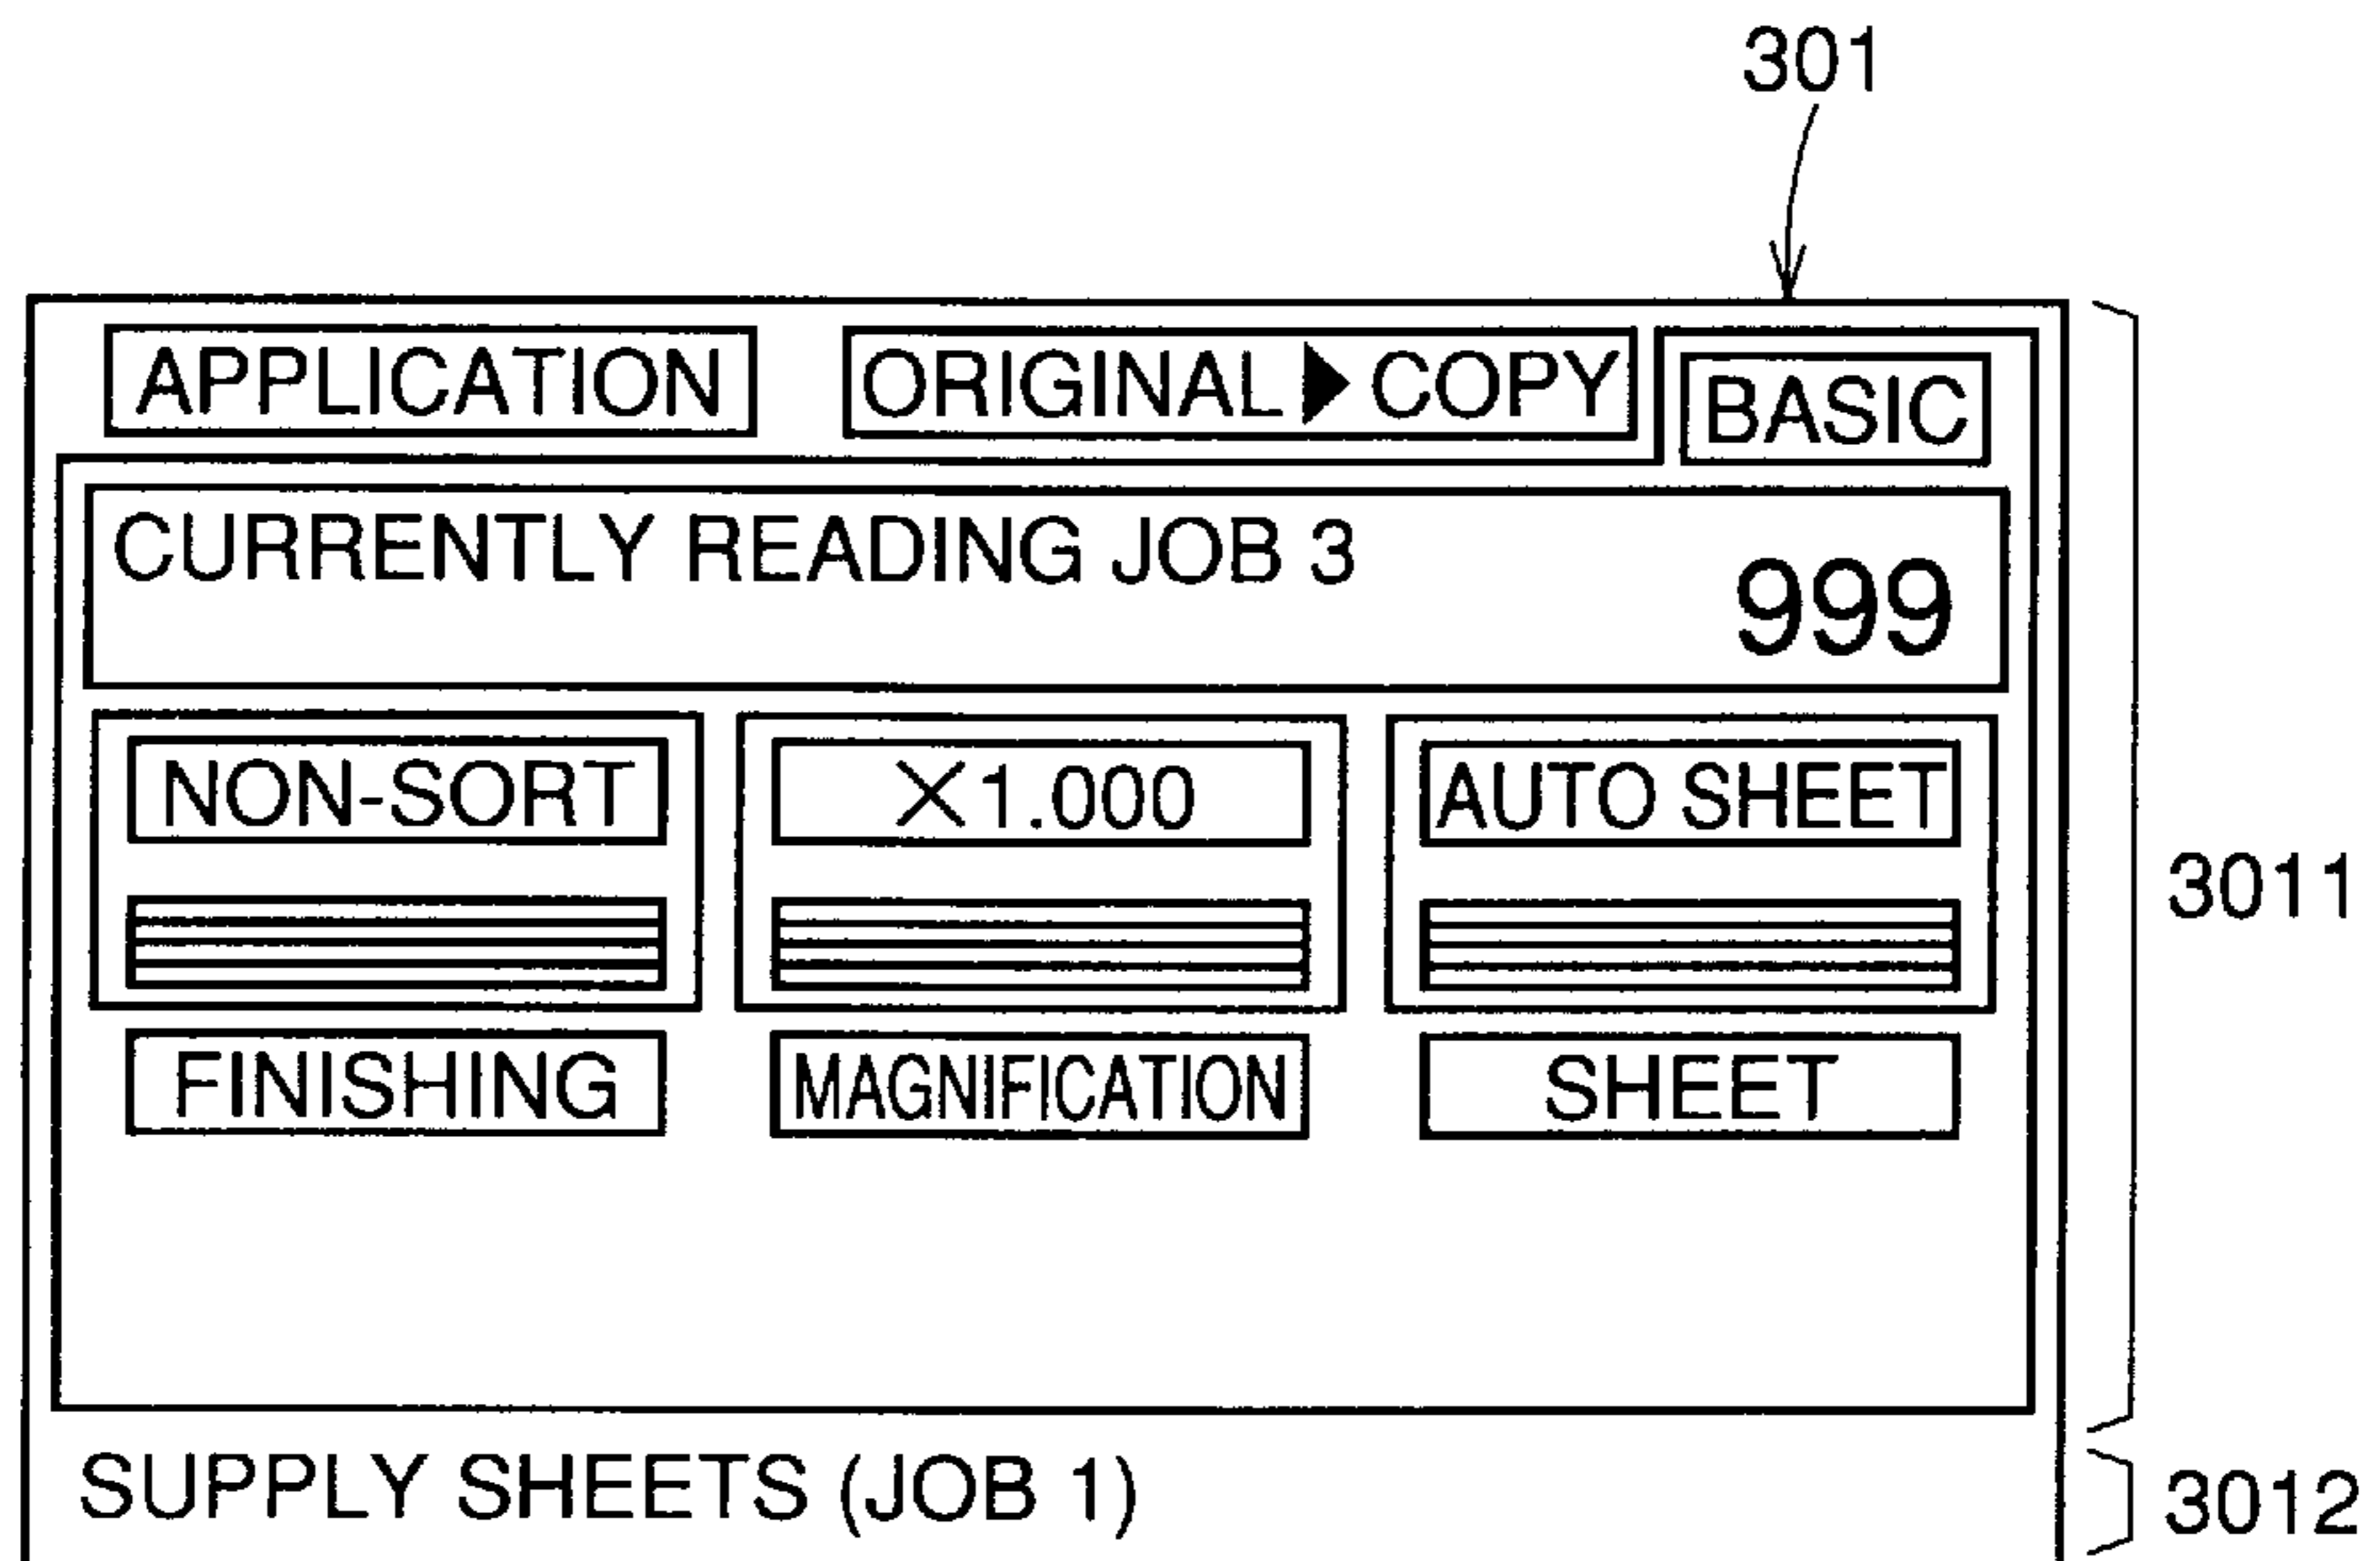 301
APPLICATION ORIGINAL▶COPY BASIC
CURRENTLY READING JOB 3
999
NON-SORT X1.000 AUTO SHEET
3011
FINISHING MAGNIFICATION SHEET
SUPPLY SHEETS (JOB 1)
3012